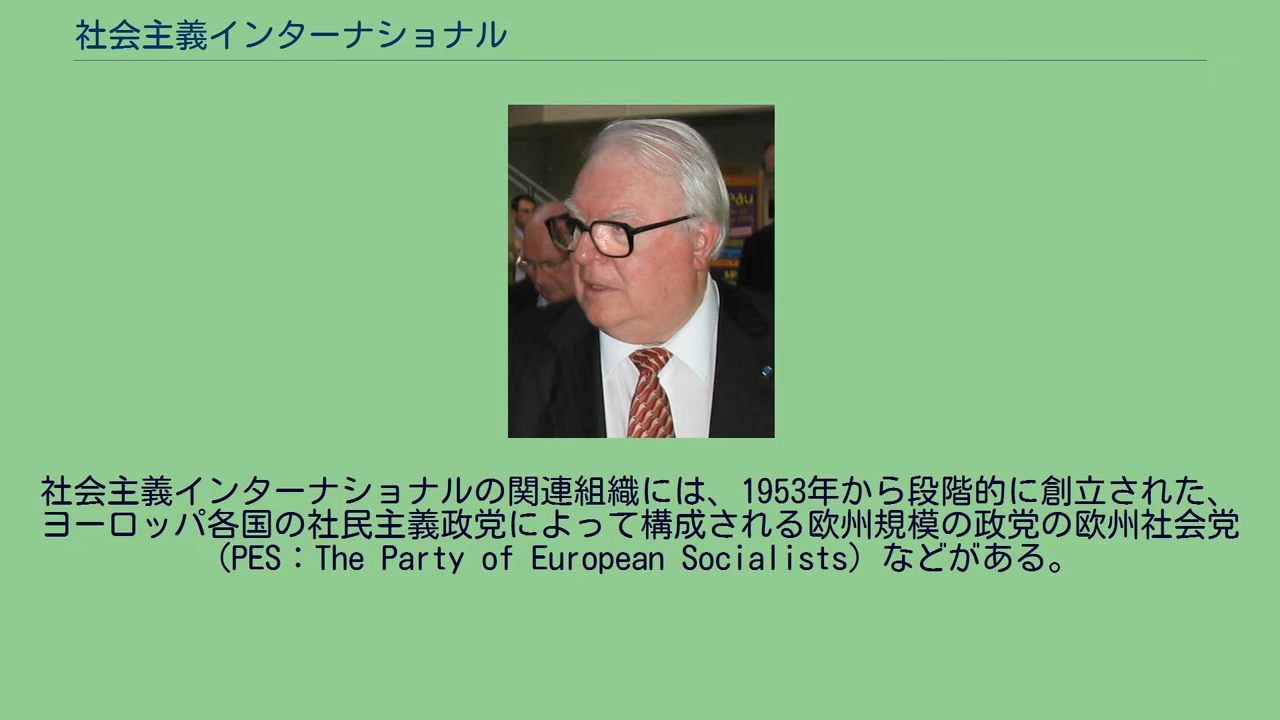 社会主義インターナショナル
eau
社会主義インターナショナルの関連組織には、1953年から段階的に創立された、
ヨーロッパ各国の社民主義政党によって構成される欧州規模の政党の欧州社会党
（PES：The Party of European Socialists）などがある。